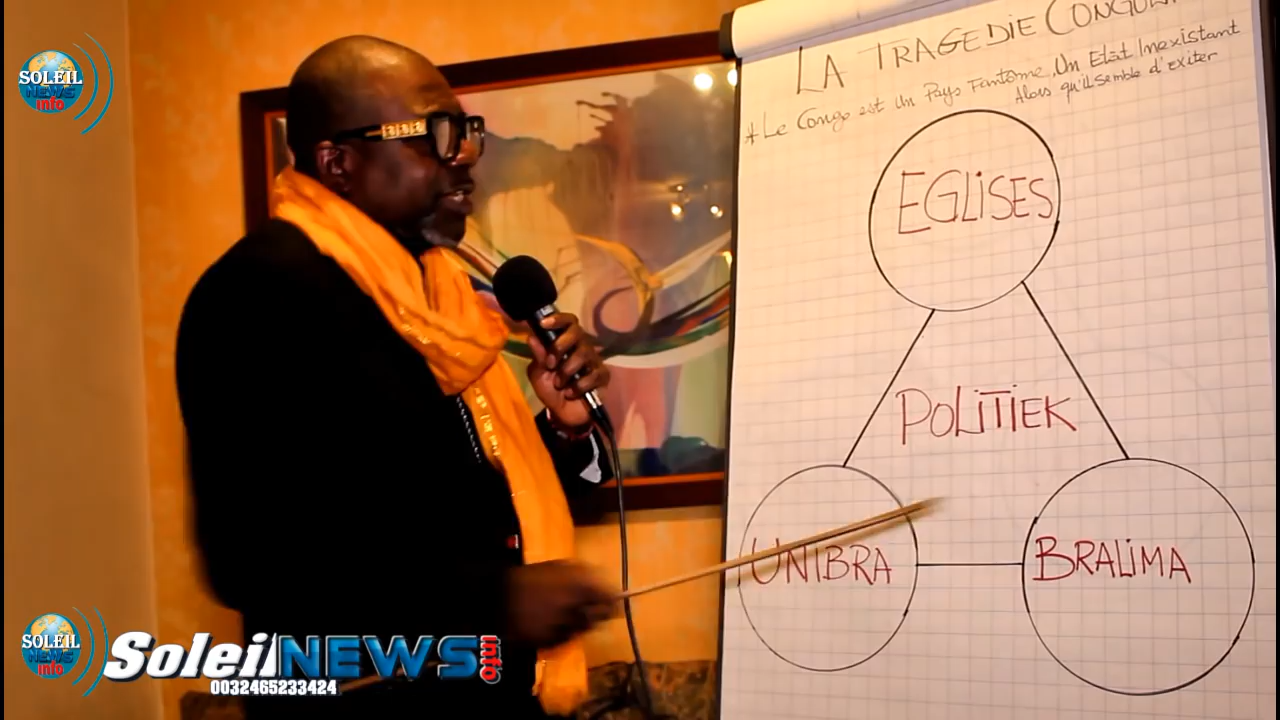 LA TRAGEDIE
* Le Congo est un Pays Fantôme, Un Etat Inexistant
Alors qu'il semble d'exiter
EGLISES
POLITIEK
UNIBRA
BRALIMA
SOLEIL
NEWS
info
SOLEIL
NEWS
info
SoleilNEWS info
0032465233424